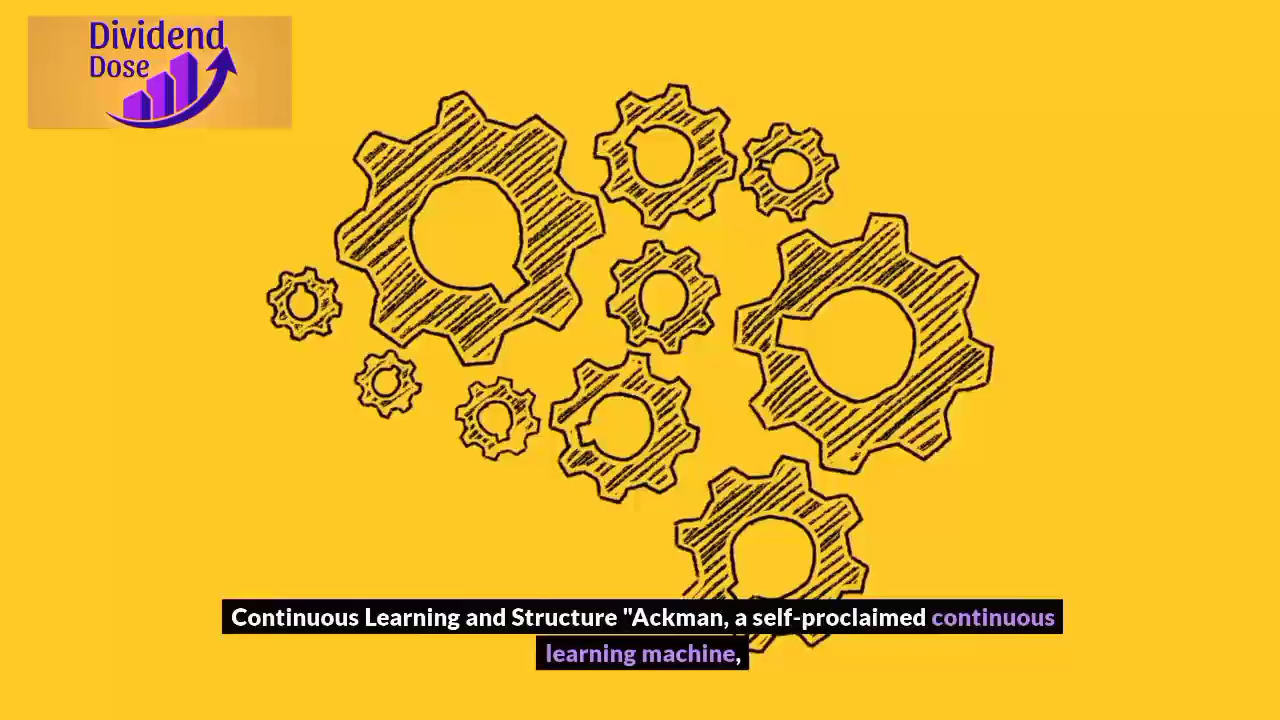 Dividend
Dose
Continuous Learning and Structure "Ackman, a self-proclaimed continuous
learning machine,